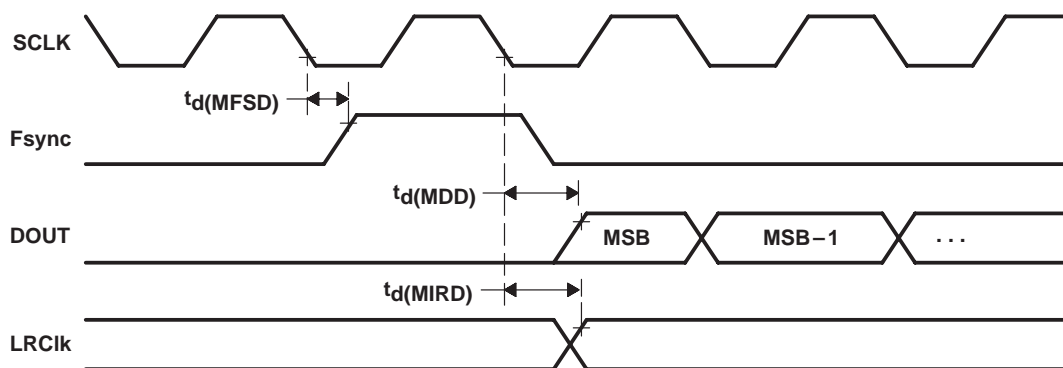 SCLK
td(MFSD)
Fsync
td(MDD)
DOUT MSB MSB–1 ...
td(MIRD)
LRClk